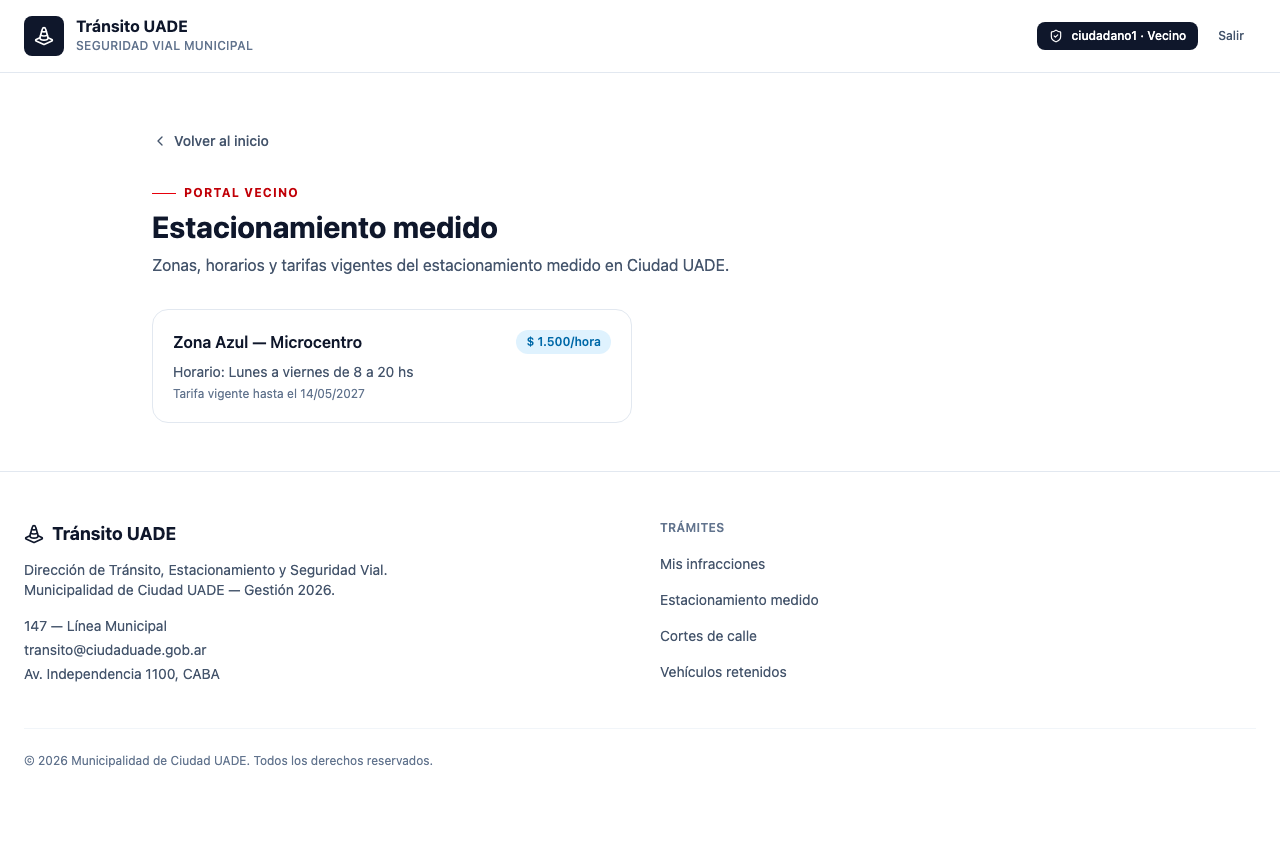 Tránsito UADE
SEGURIDAD VIAL MUNICIPAL
ciudadano1 · Vecino
Salir
Volver al inicio
PORTAL VECINO
Estacionamiento medido
Zonas, horarios y tarifas vigentes del estacionamiento medido en Ciudad UADE.
Zona Azul — Microcentro
$ 1.500/hora
Horario: Lunes a viernes de 8 a 20 hs
Tarifa vigente hasta el 14/05/2027
Tránsito UADE
Dirección de Tránsito, Estacionamiento y Seguridad Vial.
Municipalidad de Ciudad UADE — Gestión 2026.
147 — Línea Municipal
transito@ciudaduade.gob.ar
Av. Independencia 1100, CABA
TRÁMITES
Mis infracciones
Estacionamiento medido
Cortes de calle
Vehículos retenidos
© 2026 Municipalidad de Ciudad UADE. Todos los derechos reservados.